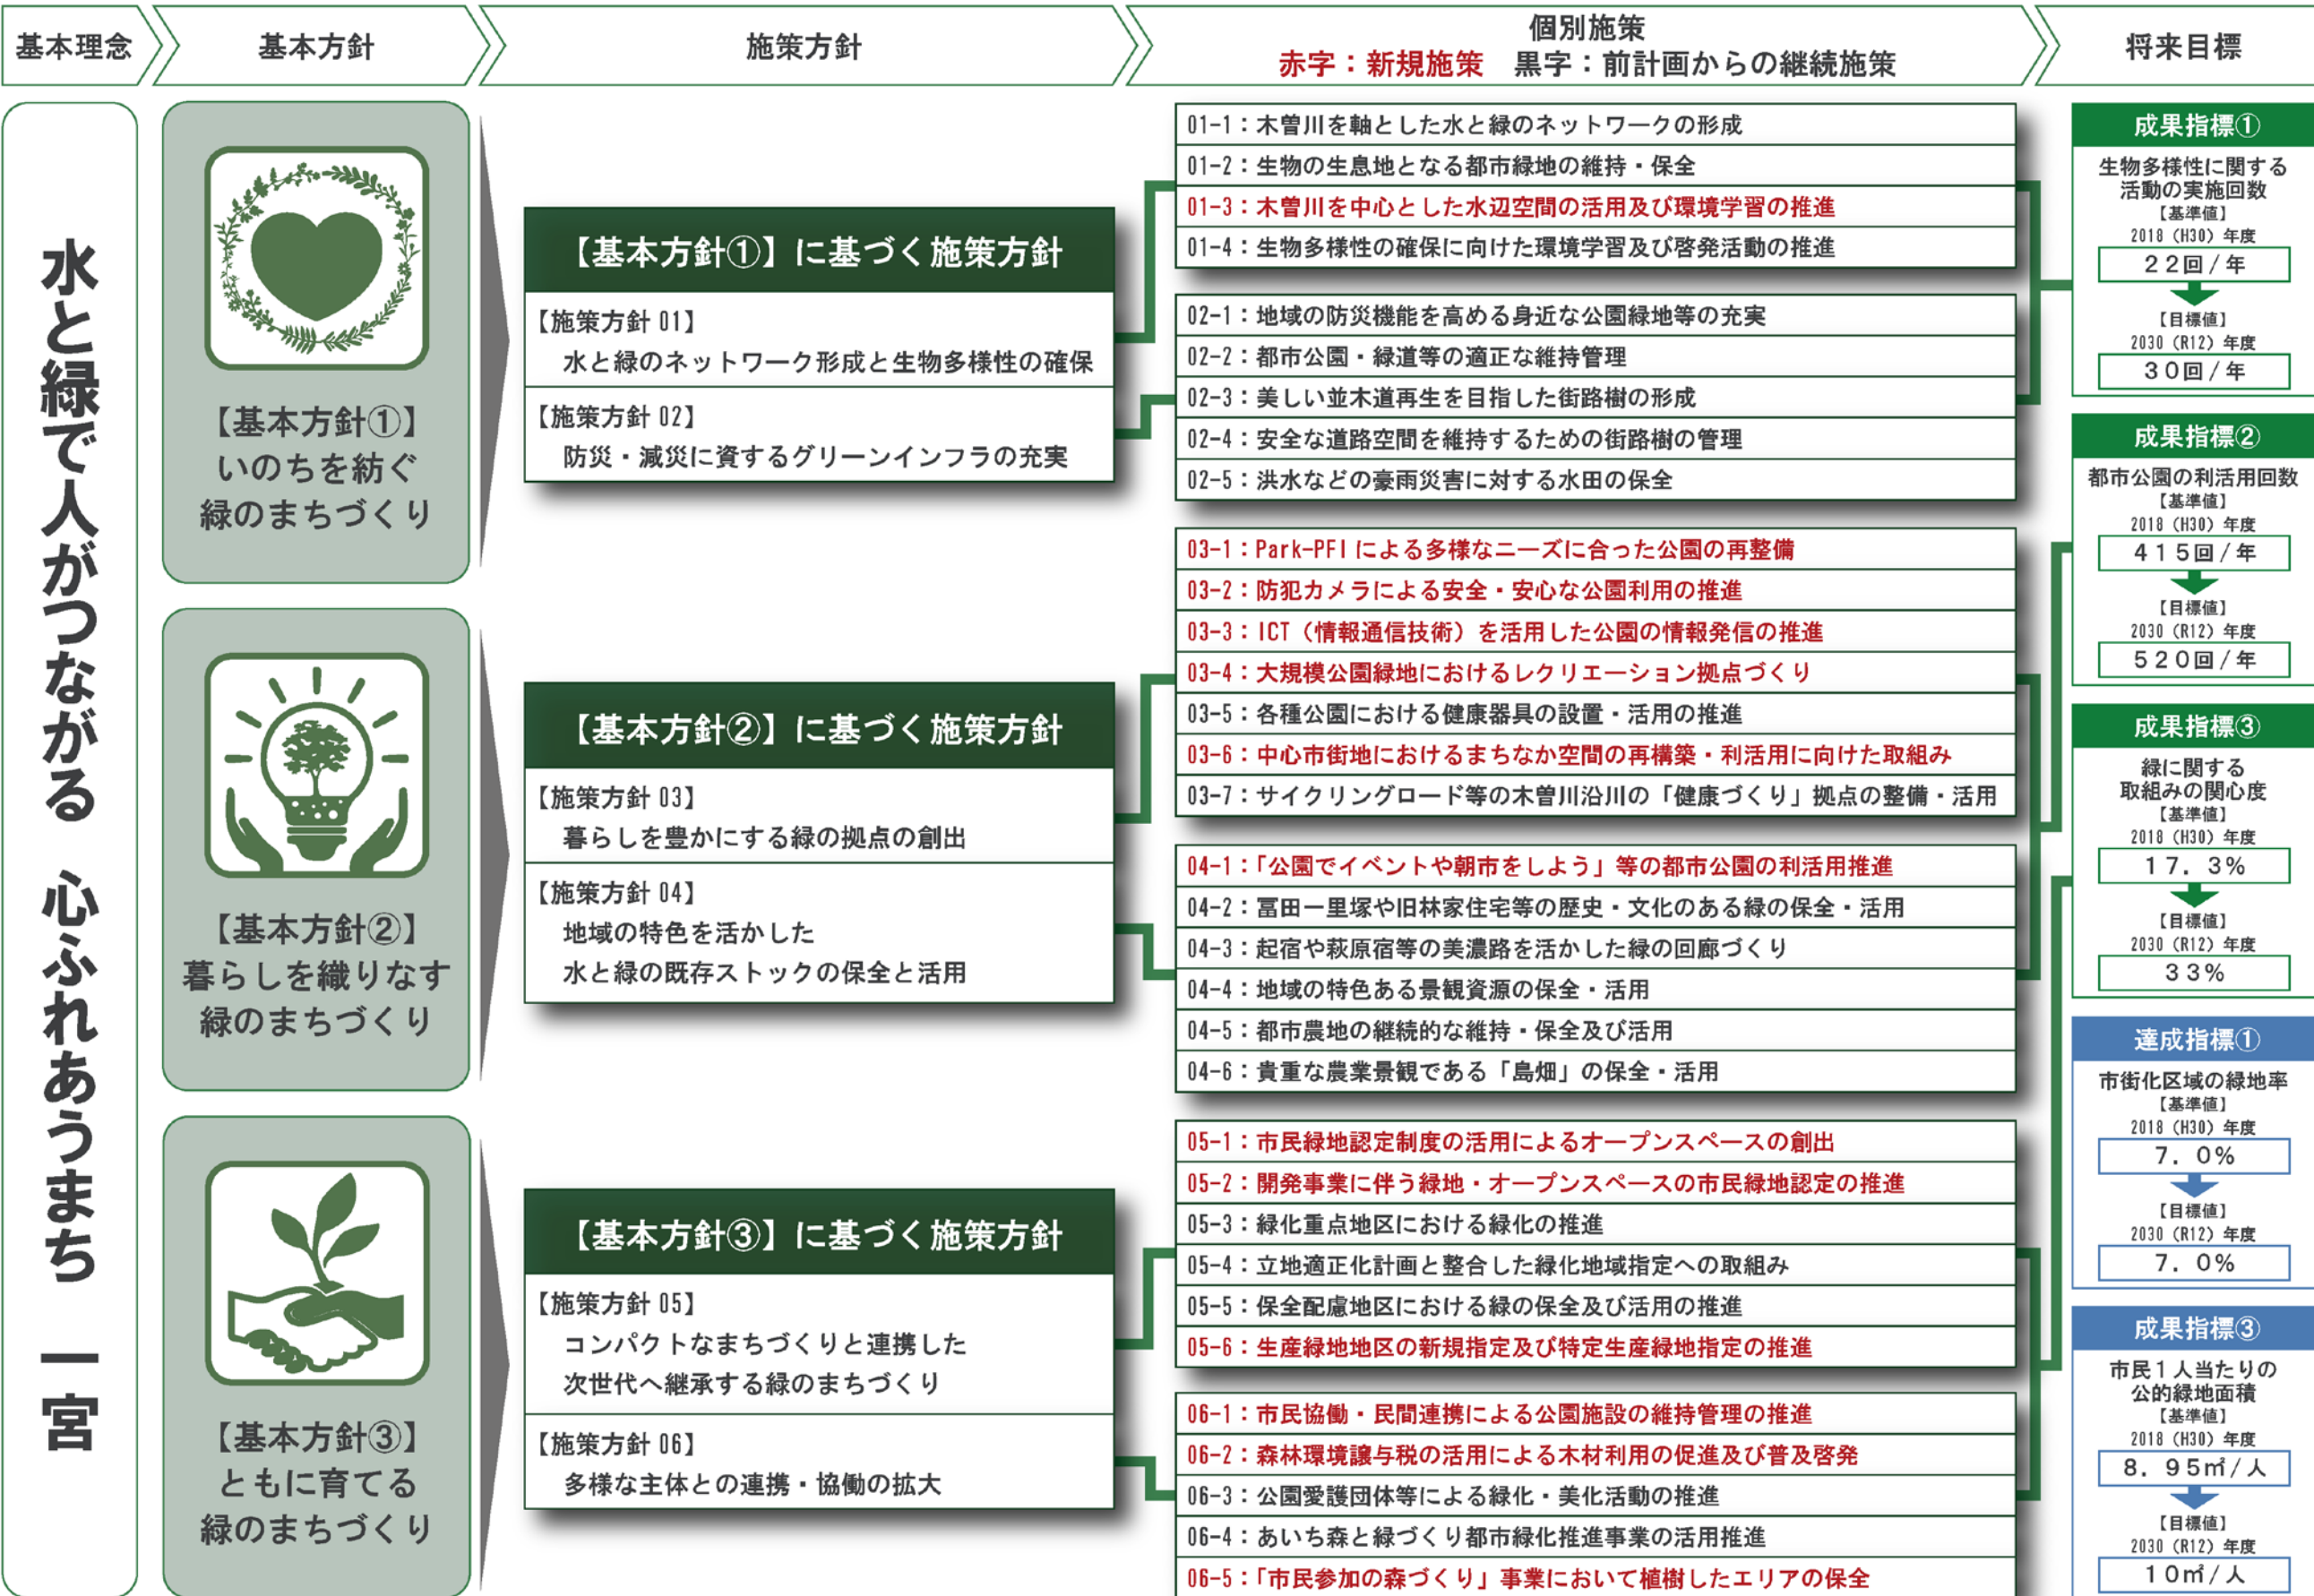 基本理念
基本方針
施策方針
個別施策
赤字：新規施策　黒字：前計画からの継続施策
将来目標
水と緑で人がつながる　心ふれあうまち　一宮
【基本方針①】
いのちを紡ぐ
緑のまちづくり
【基本方針②】
暮らしを織りなす
緑のまちづくり
【基本方針③】
ともに育てる
緑のまちづくり
【基本方針①】に基づく施策方針
【施策方針 01】
水と緑のネットワーク形成と生物多様性の確保
【施策方針 02】
防災・減災に資するグリーンインフラの充実
【基本方針②】に基づく施策方針
【施策方針 03】
暮らしを豊かにする緑の拠点の創出
【施策方針 04】
地域の特色を活かした
水と緑の既存ストックの保全と活用
【基本方針③】に基づく施策方針
【施策方針 05】
コンパクトなまちづくりと連携した
次世代へ継承する緑のまちづくり
【施策方針 06】
多様な主体との連携・協働の拡大
01-1：木曽川を軸とした水と緑のネットワークの形成
01-2：生物の生息地となる都市緑地の維持・保全
01-3：木曽川を中心とした水辺空間の活用及び環境学習の推進
01-4：生物多様性の確保に向けた環境学習及び啓発活動の推進
02-1：地域の防災機能を高める身近な公園緑地等の充実
02-2：都市公園・緑道等の適正な維持管理
02-3：美しい並木道再生を目指した街路樹の形成
02-4：安全な道路空間を維持するための街路樹の管理
02-5：洪水などの豪雨災害に対する水田の保全
03-1：Park-PFI による多様なニーズに合った公園の再整備
03-2：防犯カメラによる安全・安心な公園利用の推進
03-3：ICT（情報通信技術）を活用した公園の情報発信の推進
03-4：大規模公園緑地におけるレクリエーション拠点づくり
03-5：各種公園における健康器具の設置・活用の推進
03-6：中心市街地におけるまちなか空間の再構築・利活用に向けた取組み
03-7：サイクリングロード等の木曽川沿川の「健康づくり」拠点の整備・活用
04-1：「公園でイベントや朝市をしよう」等の都市公園の利活用推進
04-2：冨田一里塚や旧林家住宅等の歴史・文化のある緑の保全・活用
04-3：起宿や萩原宿等の美濃路を活かした緑の回廊づくり
04-4：地域の特色ある景観資源の保全・活用
04-5：都市農地の継続的な維持・保全及び活用
04-6：貴重な農業景観である「島畑」の保全・活用
05-1：市民緑地認定制度の活用によるオープンスペースの創出
05-2：開発事業に伴う緑地・オープンスペースの市民緑地認定の推進
05-3：緑化重点地区における緑化の推進
05-4：立地適正化計画と整合した緑化地域指定への取組み
05-5：保全配慮地区における緑の保全及び活用の推進
05-6：生産緑地地区の新規指定及び特定生産緑地指定の推進
06-1：市民協働・民間連携による公園施設の維持管理の推進
06-2：森林環境譲与税の活用による木材利用の促進及び普及啓発
06-3：公園愛護団体等による緑化・美化活動の推進
06-4：あいち森と緑づくり都市緑化推進事業の活用推進
06-5：「市民参加の森づくり」事業において植樹したエリアの保全
成果指標①
生物多様性に関する
活動の実施回数
【基準値】
2018（H30）年度
２２回／年
【目標値】
2030（R12）年度
３０回／年
成果指標②
都市公園の利活用回数
【基準値】
2018（H30）年度
４１５回／年
【目標値】
2030（R12）年度
５２０回／年
成果指標③
緑に関する
取組みの関心度
【基準値】
2018（H30）年度
１７．３％
【目標値】
2030（R12）年度
３３％
達成指標①
市街化区域の緑地率
【基準値】
2018（H30）年度
７．０％
【目標値】
2030（R12）年度
７．０％
成果指標③
市民１人当たりの
公的緑地面積
【基準値】
2018（H30）年度
８．９５㎡／人
【目標値】
2030（R12）年度
１０㎡／人